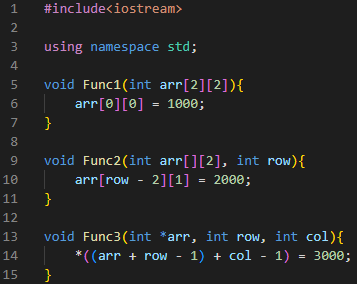 1 #include<iostream>
2
3 using namespace std;
4
5 void Func1(int arr[2][2]){
6     arr[0][0] = 1000;
7 }
8
9 void Func2(int arr[][2], int row){
10     arr[row - 2][1] = 2000;
11 }
12
13 void Func3(int *arr, int row, int col){
14     *((arr + row - 1) + col - 1) = 3000;
15 }